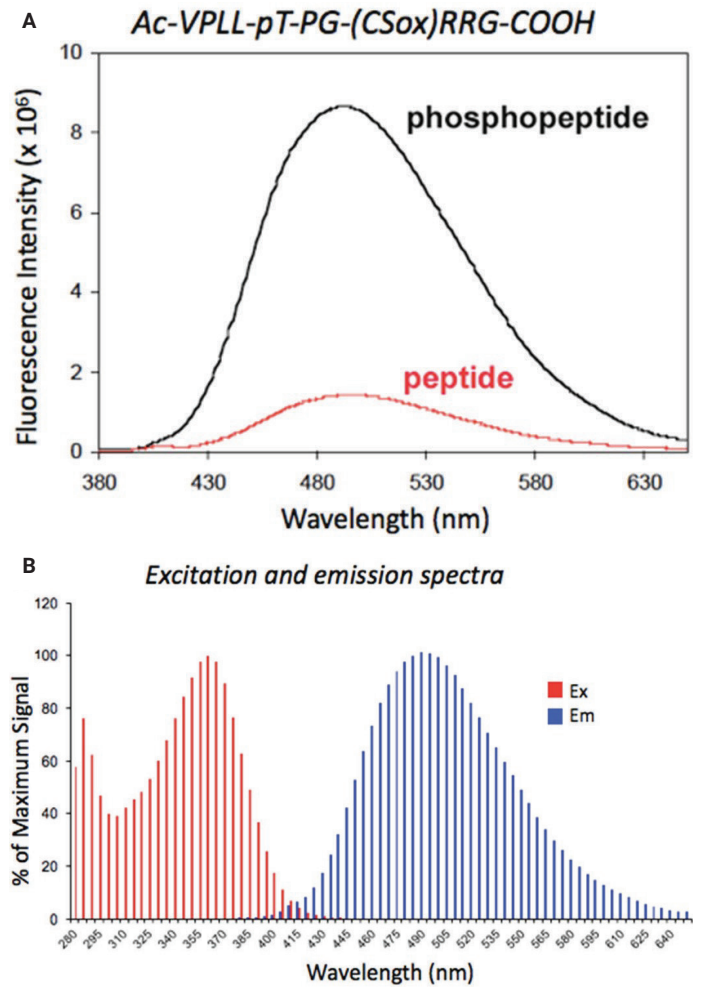 A
Ac-VPLL-pT-PG-(CSox)RRG-COOH
10
8
6
4
2
0
Fluorescence Intensity (x 10⁶)
phosphopeptide
peptide
380 430 480 530 580 630
Wavelength (nm)
B
Excitation and emission spectra
120
100
80
60
40
20
0
% of Maximum Signal
Ex
Em
280 295 310 325 340 355 370 385 400 415 430 445 460 475 490 505 520 535 550 565 580 595 610 625 640
Wavelength (nm)